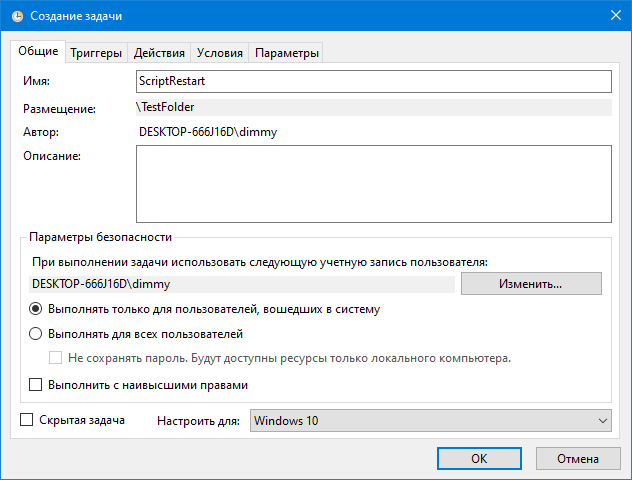 Создание задачи
Общие Триггеры Действия Условия Параметры
Имя: ScriptRestart
Размещение: \TestFolder
Автор: DESKTOP-666J16D\dimmy
Описание:
Параметры безопасности
При выполнении задачи использовать следующую учетную запись пользователя:
DESKTOP-666J16D\dimmy Изменить...
Выполнять только для пользователей, вошедших в систему
Выполнять для всех пользователей
Не сохранять пароль. Будут доступны ресурсы только локального компьютера.
Выполнить с наивысшими правами
Скрытая задача Настроить для: Windows 10
OK Отмена